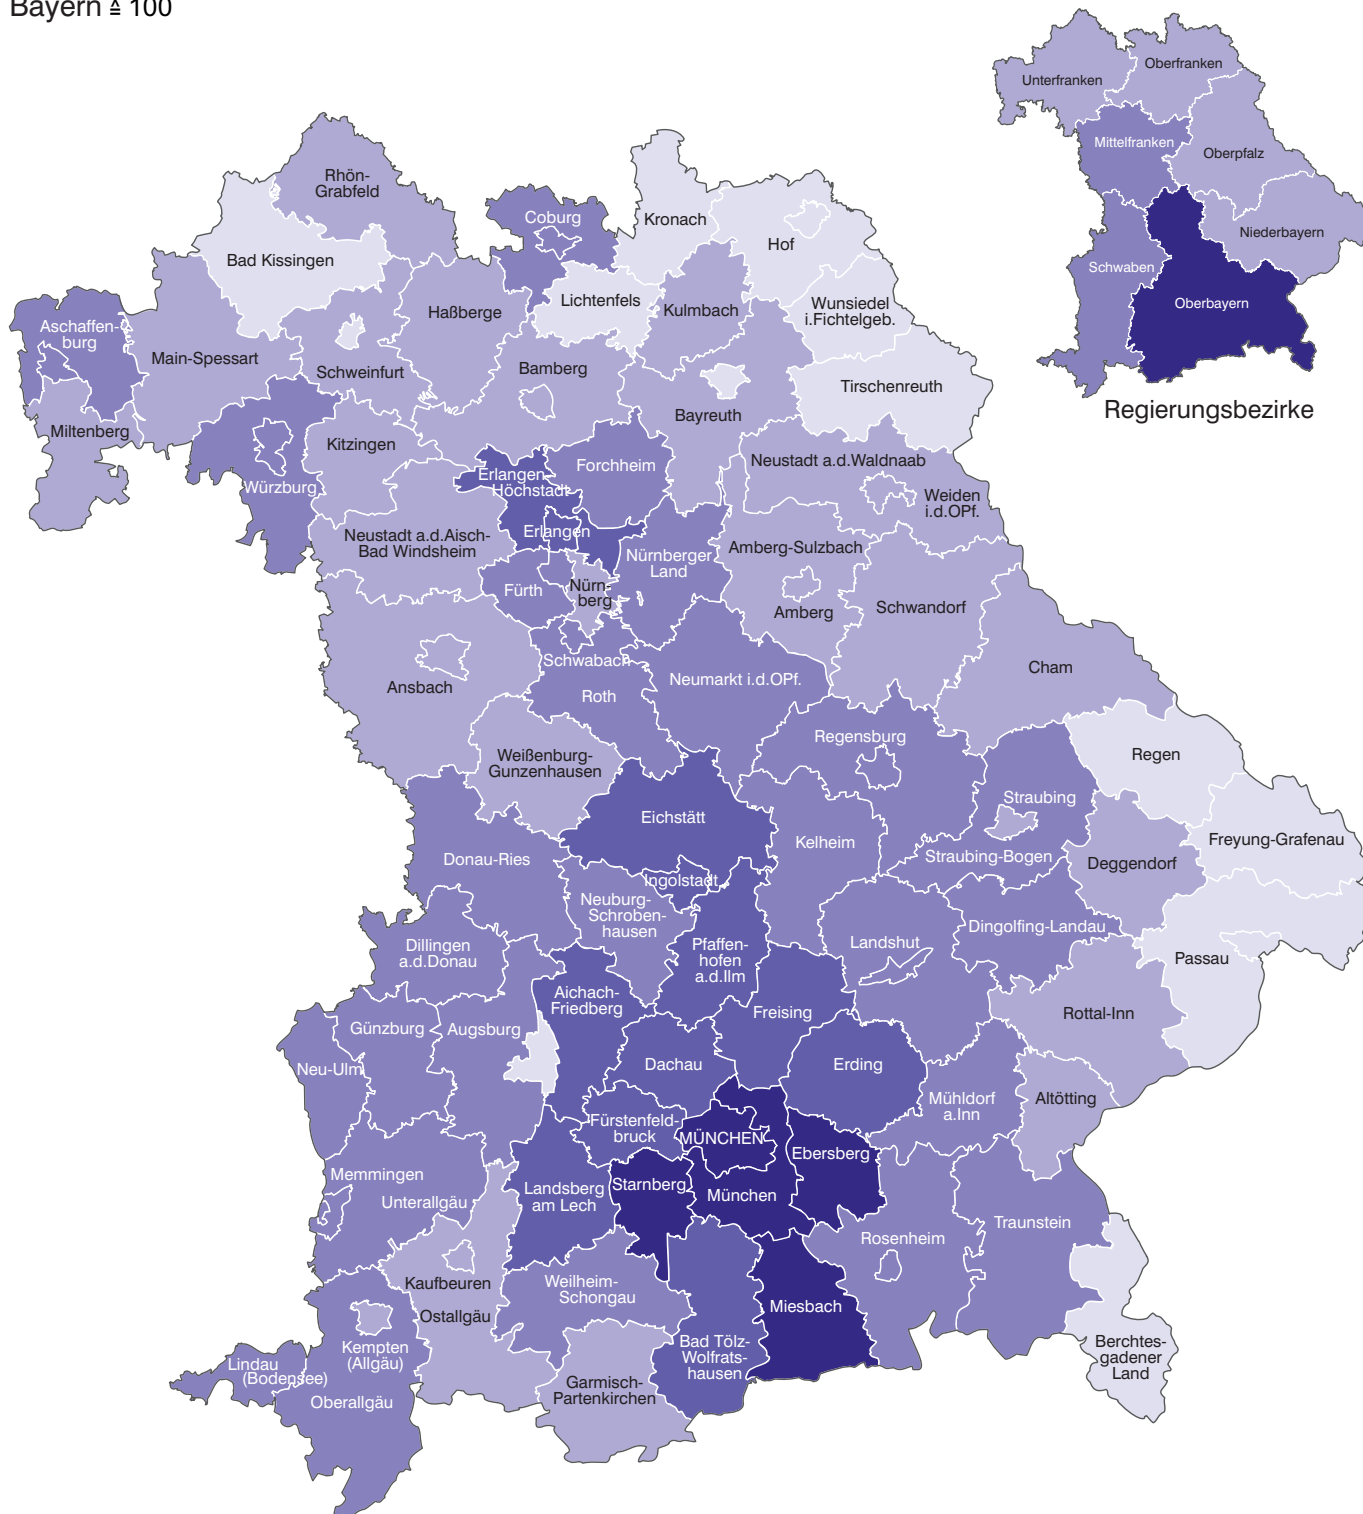 Bayern ≙ 100
Unterfranken
Oberfranken
Mittelfranken
Oberpfalz
Niederbayern
Schwaben
Oberbayern
Regierungsbezirke
Rhön-
Grabfeld
Coburg
Kronach
Hof
Bad Kissingen
Lichtenfels
Wunsiedel
i.Fichtelgeb.
Haßberge
Kulmbach
Aschaffen-
burg
Main-Spessart
Schweinfurt
Bamberg
Tirschenreuth
Bayreuth
Miltenberg
Kitzingen
Neustadt a.d.Waldnaab
Forchheim
Erlangen-
Höchstadt
Würzburg
Weiden
i.d.OPf.
Erlangen
Neustadt a.d.Aisch-
Bad Windsheim
Nürnberger
Land
Amberg-Sulzbach
Fürth
Nürn-
berg
Amberg
Schwandorf
Schwabach
Cham
Ansbach
Roth
Neumarkt i.d.OPf.
Regensburg
Weißenburg-
Gunzenhausen
Regen
Straubing
Eichstätt
Kelheim
Freyung-Grafenau
Donau-Ries
Straubing-Bogen
Deggendorf
Ingolstadt
Neuburg-
Schroben-
hausen
Dingolfing-Landau
Dillingen
a.d.Donau
Pfaffen-
hofen
a.d.Ilm
Landshut
Passau
Aichach-
Friedberg
Freising
Rottal-Inn
Günzburg
Augsburg
Neu-Ulm
Dachau
Erding
Mühldorf
a.Inn
Altötting
Fürstenfeld-
bruck
MÜNCHEN
Ebersberg
Memmingen
Unterallgäu
Landsberg
am Lech
Starnberg
München
Traunstein
Rosenheim
Kaufbeuren
Ostallgäu
Weilheim-
Schongau
Miesbach
Kempten
(Allgäu)
Bad Tölz-
Wolfrats-
hausen
Berchtes-
gadener
Land
Lindau
(Bodensee)
Oberallgäu
Garmisch-
Partenkirchen